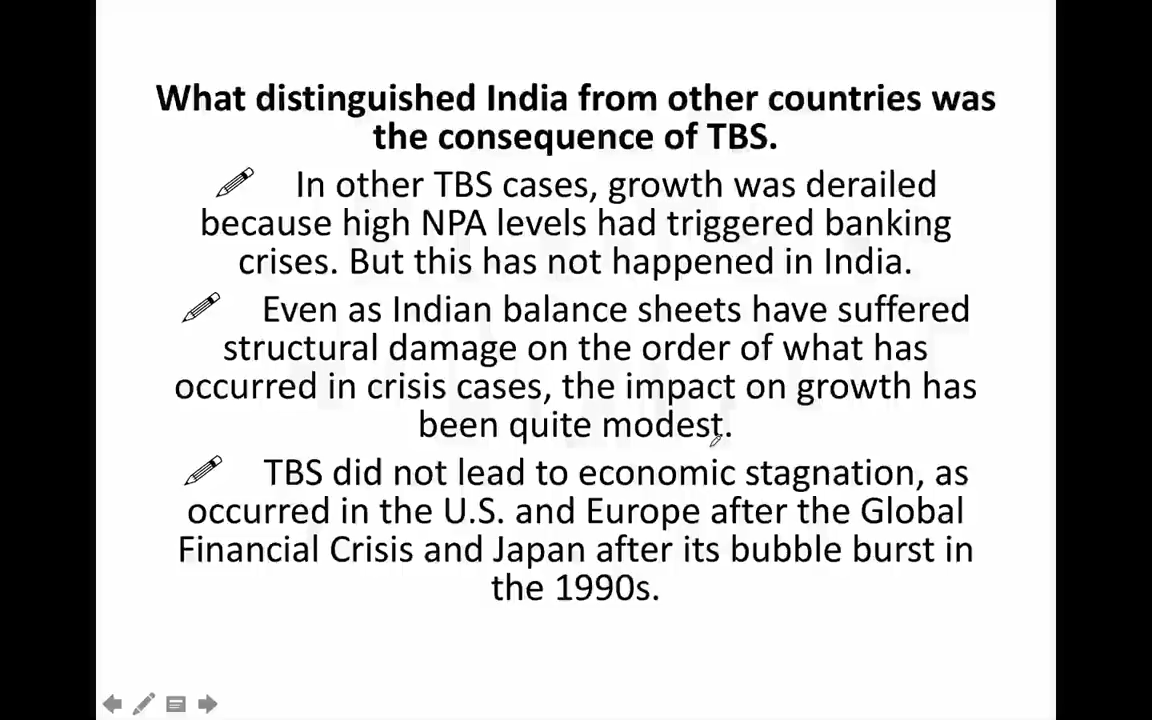 What distinguished India from other countries was
the consequence of TBS.
In other TBS cases, growth was derailed
because high NPA levels had triggered banking
crises. But this has not happened in India.
Even as Indian balance sheets have suffered
structural damage on the order of what has
occurred in crisis cases, the impact on growth has
been quite modest.
TBS did not lead to economic stagnation, as
occurred in the U.S. and Europe after the Global
Financial Crisis and Japan after its bubble burst in
the 1990s.